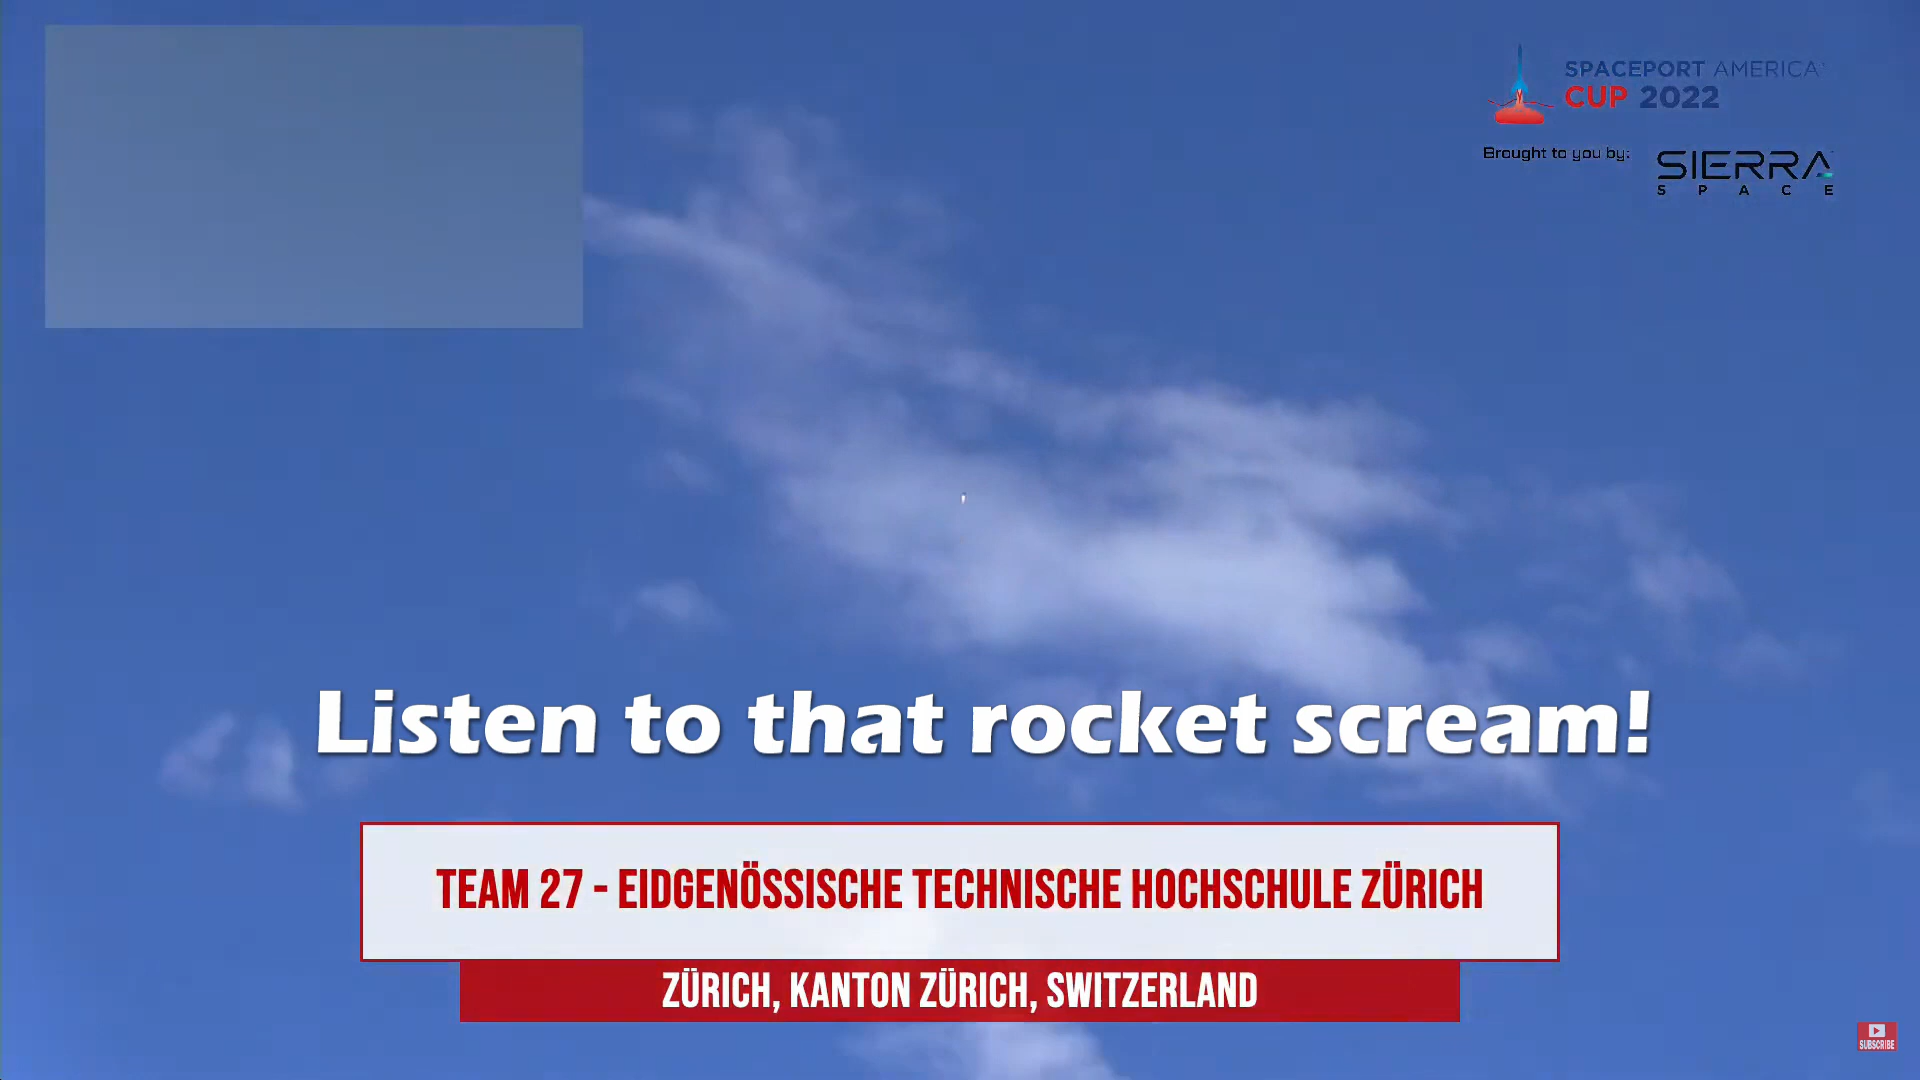 SPACEPORT AMERICA
CUP 2022
Brought to you by:
SIERRA
SPACE
Listen to that rocket scream!
TEAM 27 - EIDGENÖSSISCHE TECHNISCHE HOCHSCHULE ZÜRICH
ZÜRICH, KANTON ZÜRICH, SWITZERLAND
SUBSCRIBE